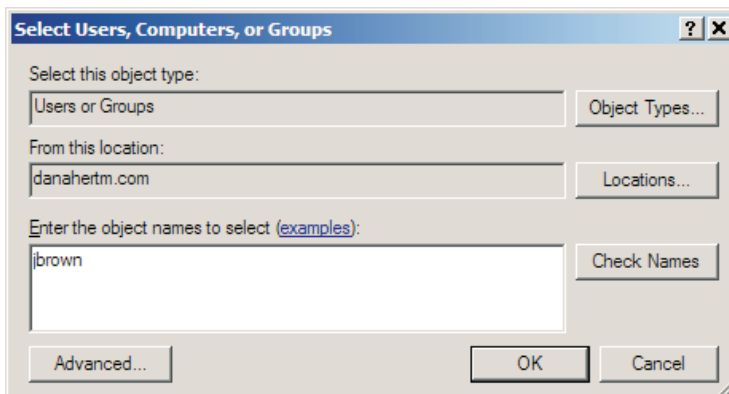 Select Users, Computers, or Groups
Select this object type:
Users or Groups
Object Types...
From this location:
danahertm.com
Locations...
Enter the object names to select (examples):
jbrown
Check Names
Advanced...
OK
Cancel